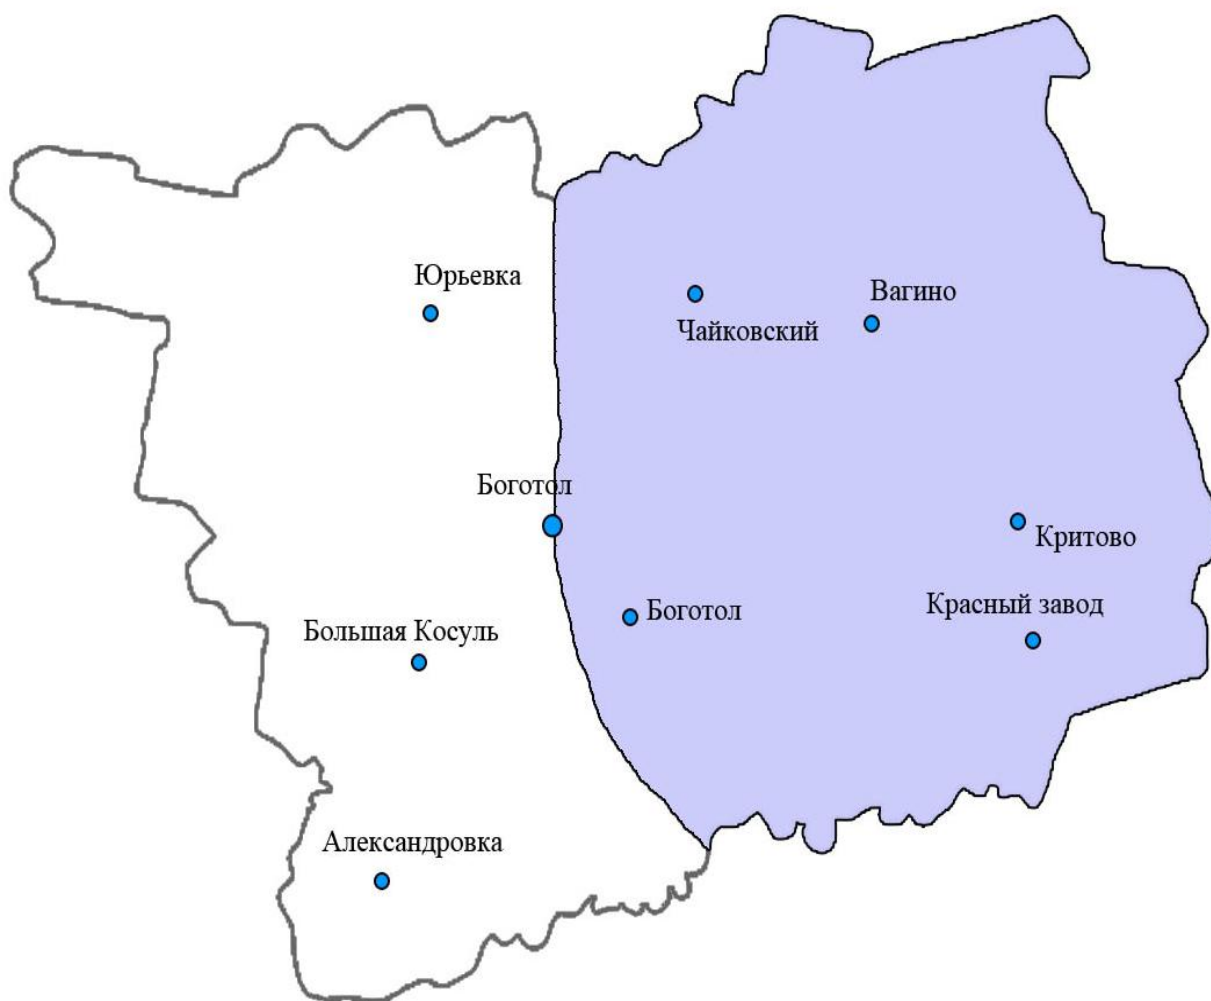 Юрьевка
Вагино
Чайковский
Боготол
Критово
Красный завод
Боготол
Большая Косуль
Александровка